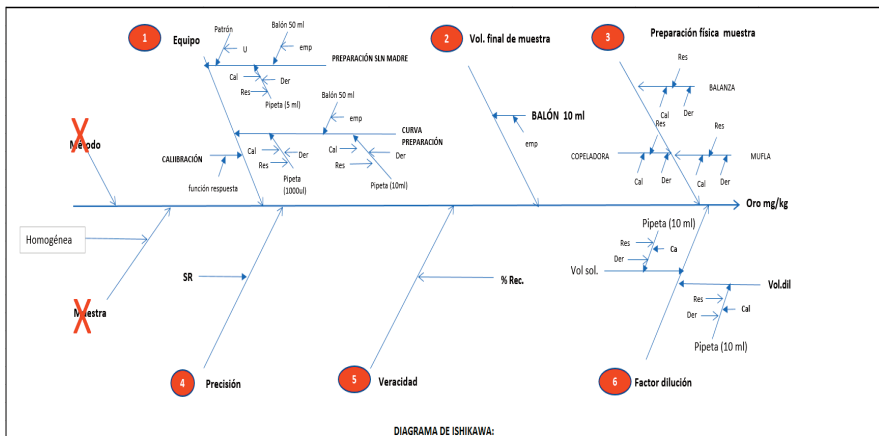 1
Equipo
Patrón
U
Balón 50 ml
emp
PREPARACIÓN SLN MADRE
Cal
Der
Res
Pipeta (5 ml)
Balón 50 ml
emp
CURVA
PREPARACIÓN
CALIIBRACIÓN
función respuesta
Cal
Der
Res
Pipeta
(1000ul)
Cal
Der
Res
Pipeta (10ml)
2
Vol. final de muestra
BALÓN 10 ml
emp
3
Preparación física muestra
Res
BALANZA
Cal
Der
Res
COPELADORA
Cal
Der
Res
MUFLA
Cal
Der
Método
Oro mg/kg
Homogénea
Muestra
SR
4
Precisión
% Rec.
5
Veracidad
Pipeta (10 ml)
Res
Ca
Der
Vol sol.
Vol.dil
Res
Cal
Der
Pipeta (10 ml)
6
Factor dilución
DIAGRAMA DE ISHIKAWA: